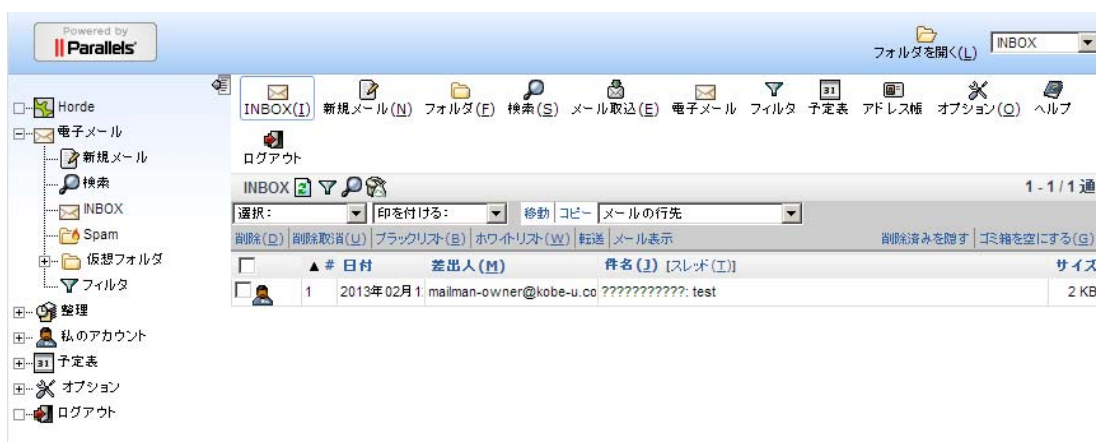 Powered by
Parallels
フォルダを開く(L)
INBOX
INBOX(I) 新規メール(N) フォルダ(F) 検索(S) メール取込(E) 電子メール フィルタ 予定表 アドレス帳 オプション(O) ヘルプ
ログアウト
Horde
電子メール
新規メール
検索
INBOX
Spam
仮想フォルダ
フィルタ
整理
私のアカウント
31 予定表
オプション
ログアウト
INBOX 1 - 1 / 1 通
選択: 印を付ける: 移動 コピー メールの行先
削除(D) 削除取消(U) ブラックリスト(B) ホワイトリスト(W) 転送 メール表示 削除済みを隠す ゴミ箱を空にする(G)
▲# 日付 差出人(M) 件名(J) [スレッド(T)] サイズ
1 2013年02月1 mailman-owner@kobe-u.co ???????????: test 2 KB